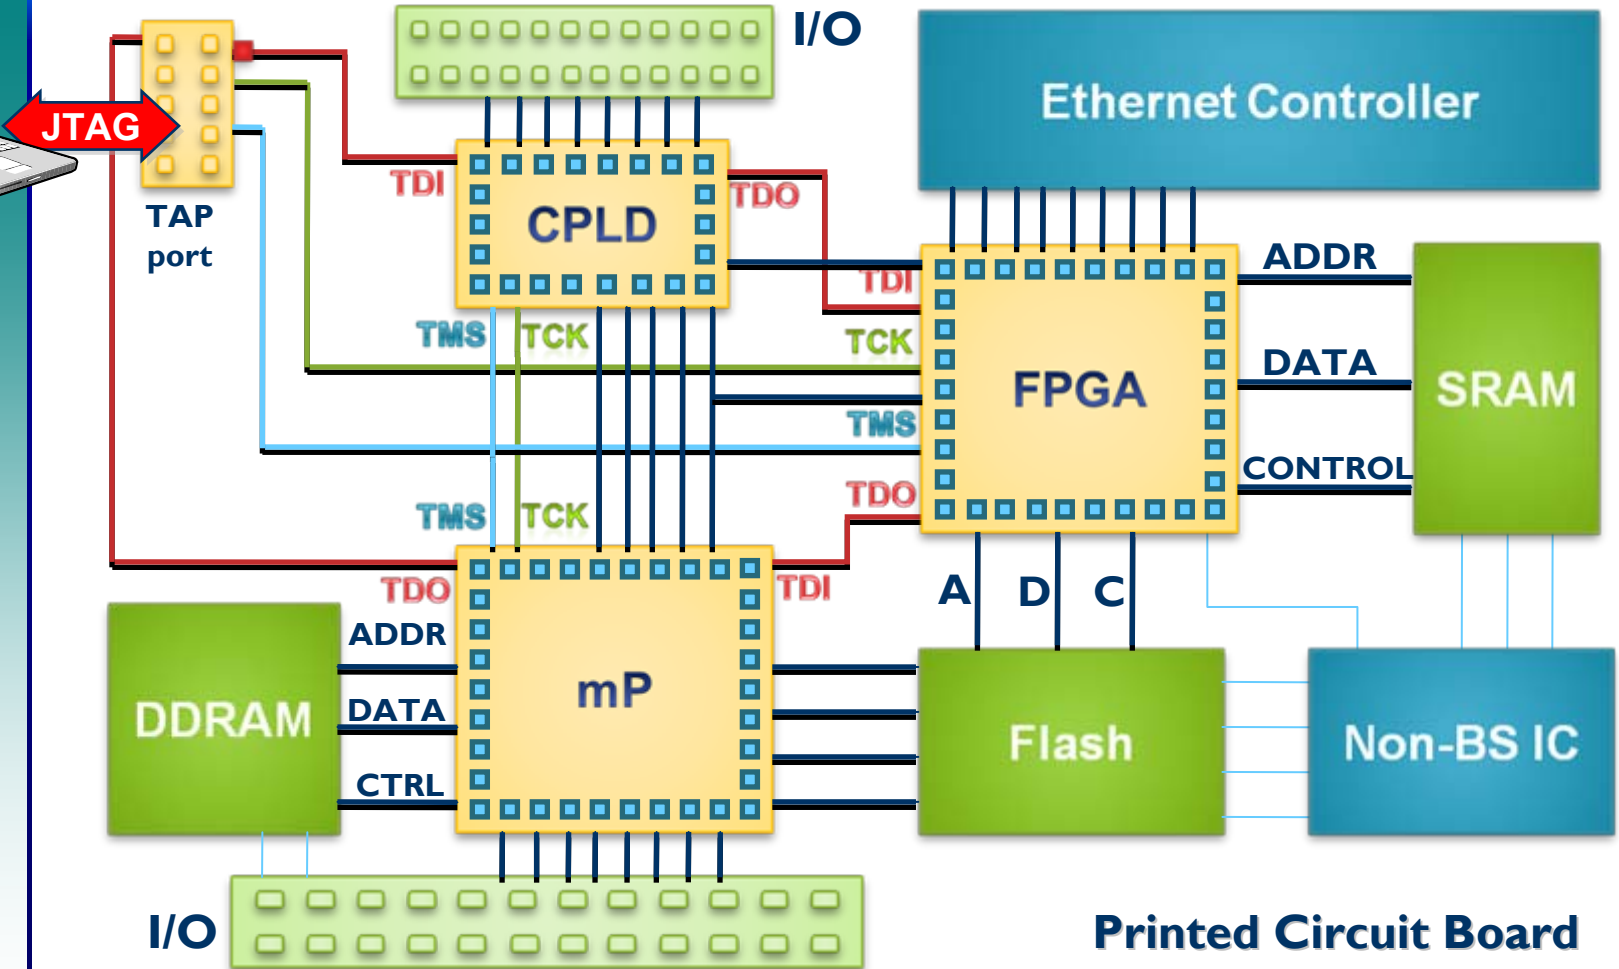 I/O
Ethernet Controller
JTAG
TDI
TDO
TAP
port
CPLD
ADDR
TDI
TMS
TCK
TCK
DATA
FPGA
SRAM
TMS
CONTROL
TDO
TMS
TCK
TDO
TDI
A
D
C
ADDR
mP
DATA
DDRAM
Flash
Non-BS IC
CTRL
I/O
Printed Circuit Board